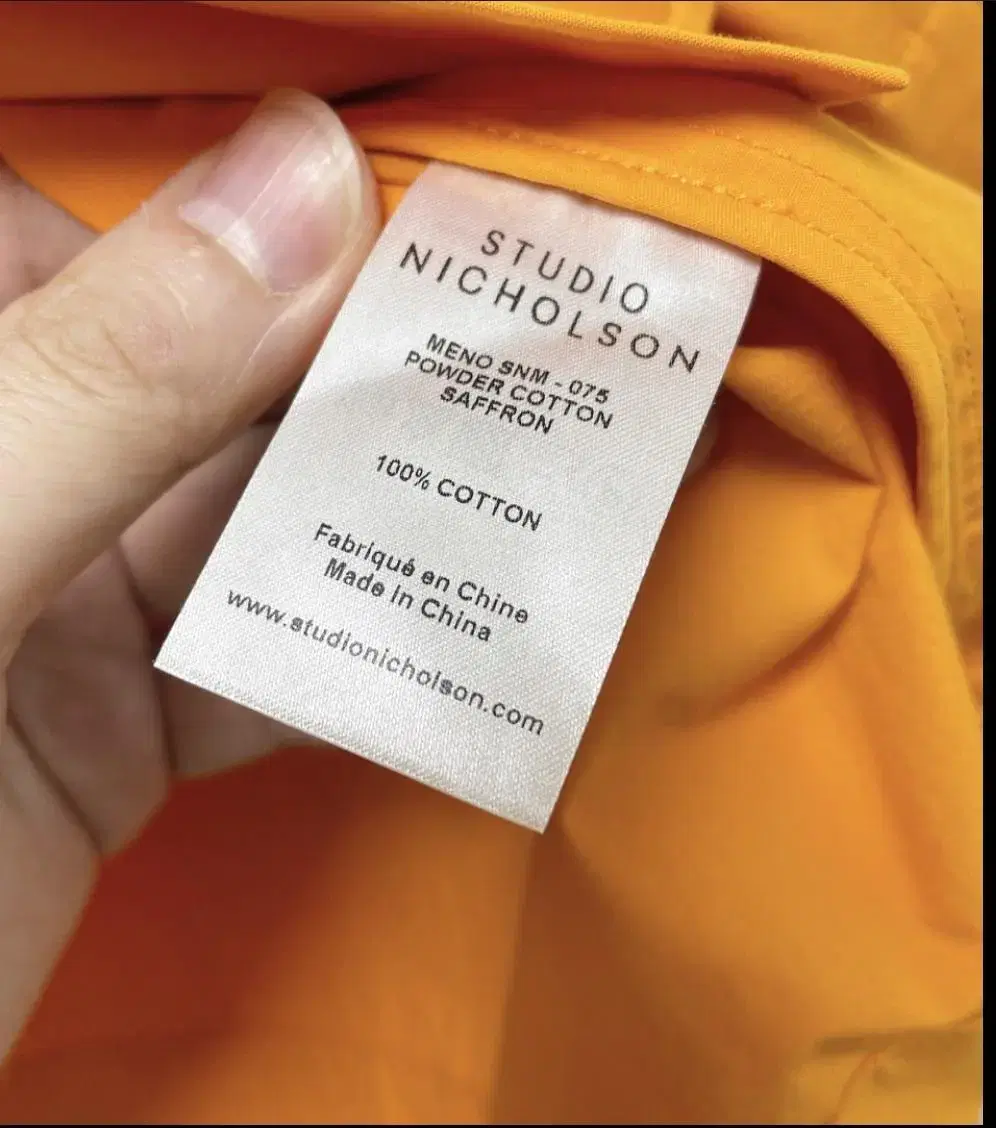 STUDIO
NICHOLSON
MENO SNM - 075
POWDER COTTON
SAFFRON
100% COTTON
Fabriqué en Chine
Made in China
www.studionicholson.com